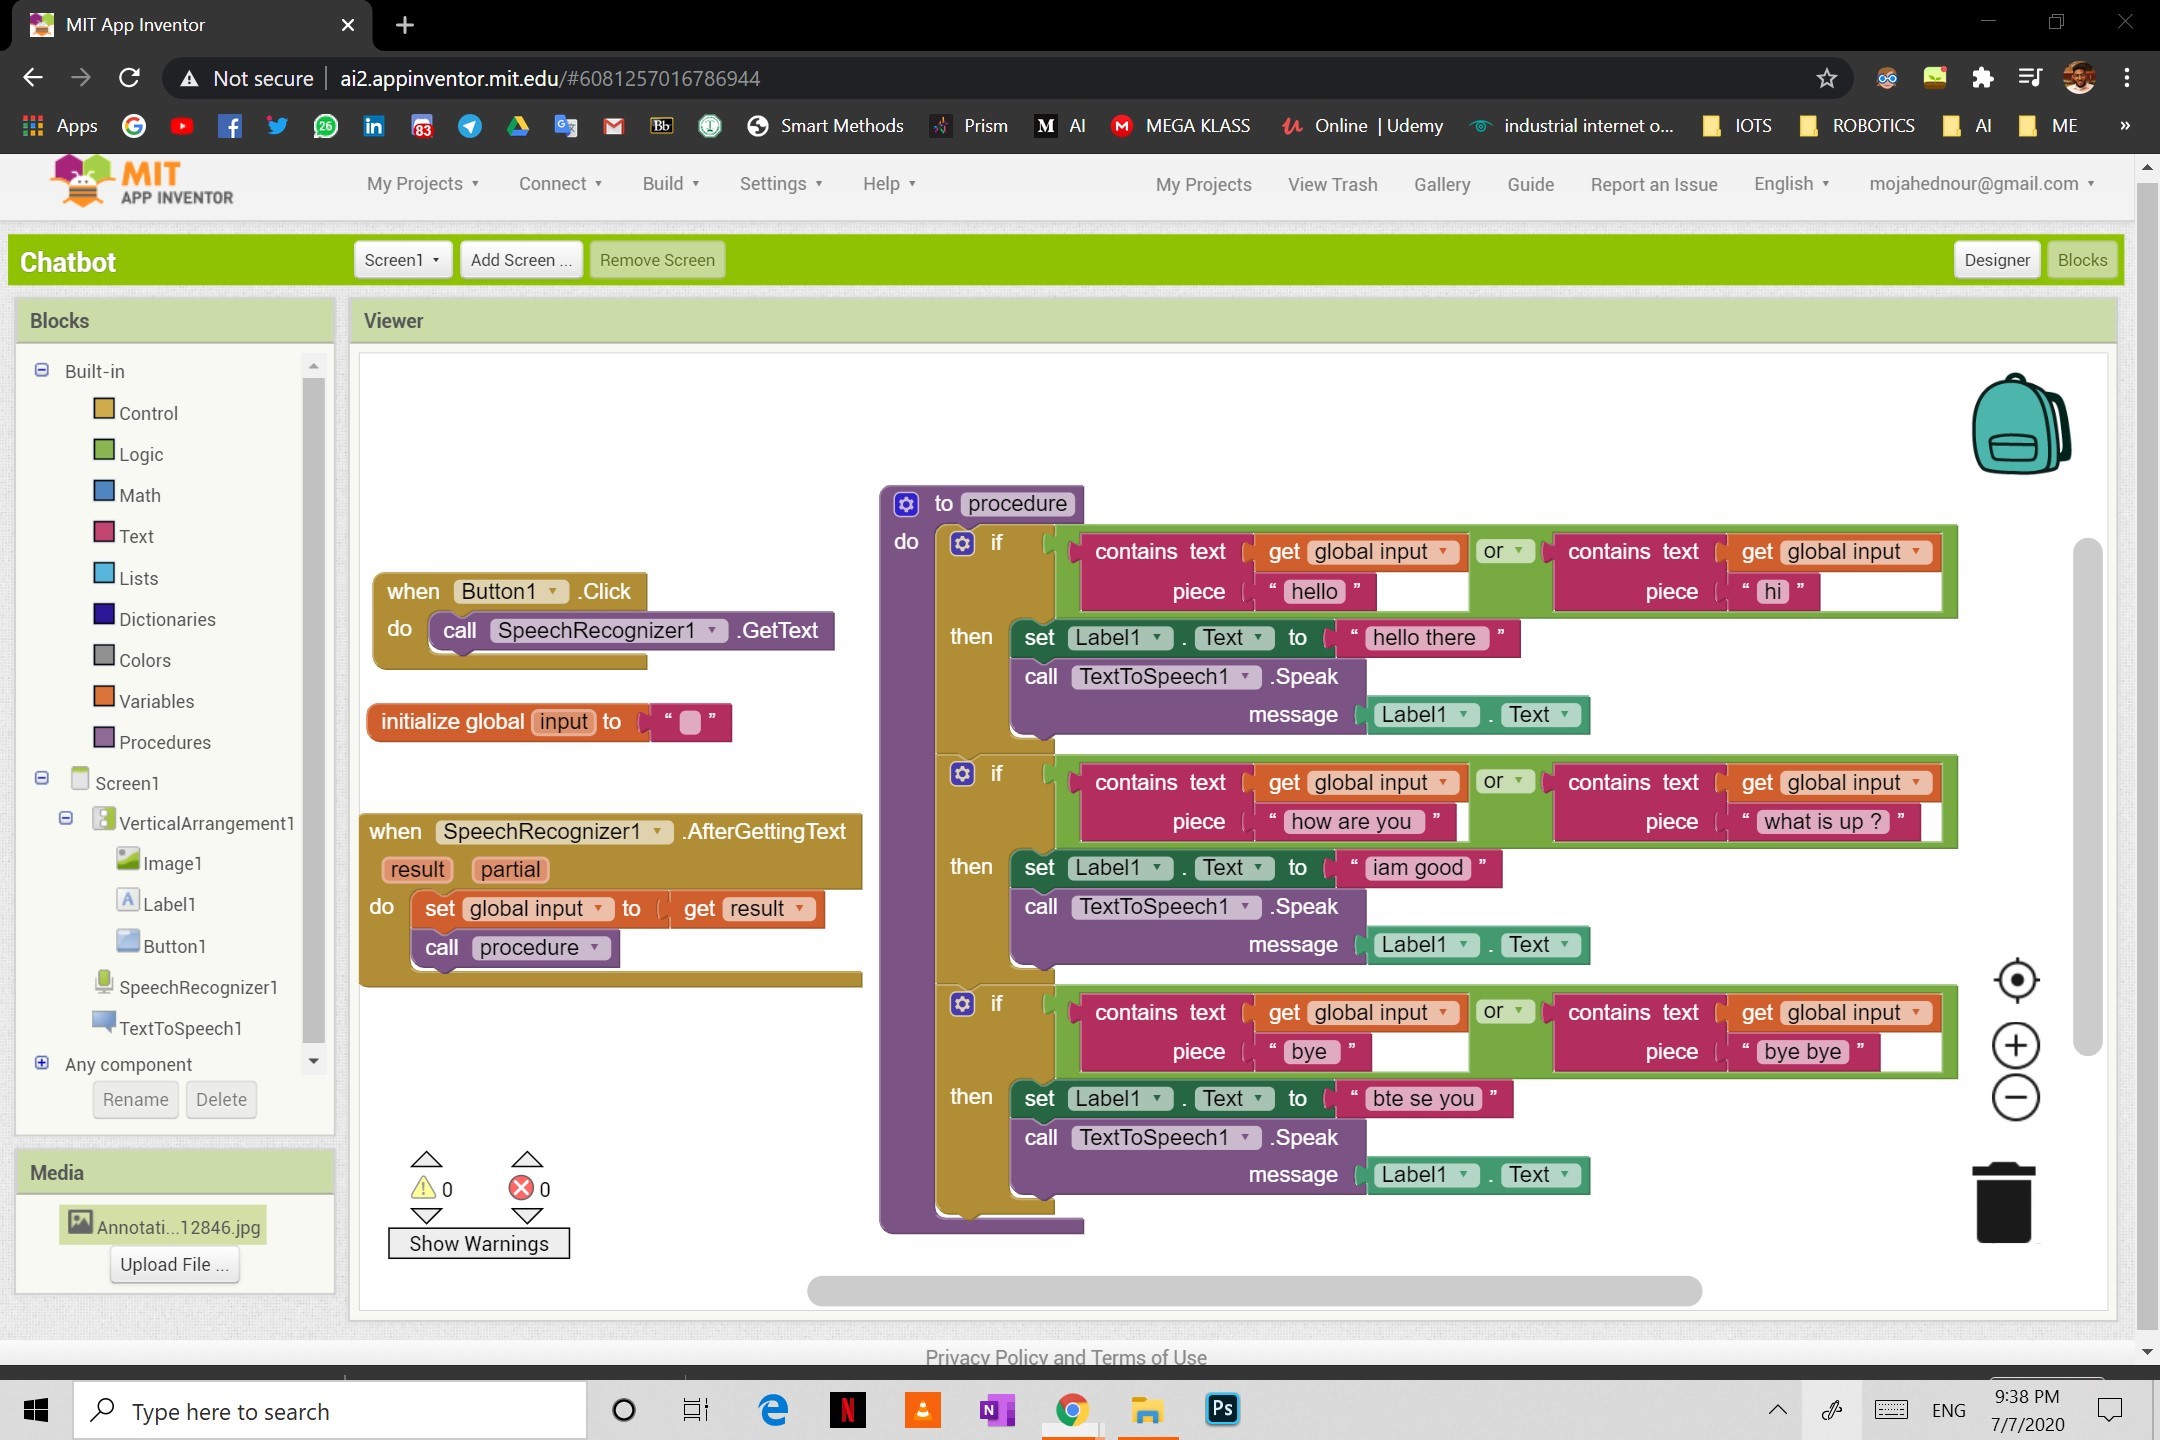 MIT App Inventor
Not secure ai2.appinventor.mit.edu/#6081257016786944
Apps 26 83 Bb Smart Methods Prism M AI M MEGA KLASS Online | Udemy industrial internet o... IOTS ROBOTICS AI ME »
MIT
APP INVENTOR
My Projects Connect Build Settings Help My Projects View Trash Gallery Guide Report an Issue English mojahednour@gmail.com
Chatbot Screen1 Add Screen ... Remove Screen Designer Blocks
Blocks
Built-in
Control
Logic
Math
Text
Lists
Dictionaries
Colors
Variables
Procedures
Screen1
VerticalArrangement1
Image1
A Label1
Button1
SpeechRecognizer1
TextToSpeech1
Any component
Rename Delete
Media
Annotati...12846.jpg
Upload File ...
Viewer
when Button1 .Click
do call SpeechRecognizer1 .GetText
initialize global input to “ ”
when SpeechRecognizer1 .AfterGettingText
result partial
do set global input to get result
call procedure
0 0
Show Warnings
to procedure
do if contains text get global input or contains text get global input
piece “ hello ” piece “ hi ”
then set Label1 . Text to “ hello there ”
call TextToSpeech1 .Speak
message Label1 . Text
if contains text get global input or contains text get global input
piece “ how are you ” piece “ what is up ? ”
then set Label1 . Text to “ iam good ”
call TextToSpeech1 .Speak
message Label1 . Text
if contains text get global input or contains text get global input
piece “ bye ” piece “ bye bye ”
then set Label1 . Text to “ bte se you ”
call TextToSpeech1 .Speak
message Label1 . Text
Privacy Policy and Terms of Use
Type here to search N N Ps ENG 9:38 PM
7/7/2020